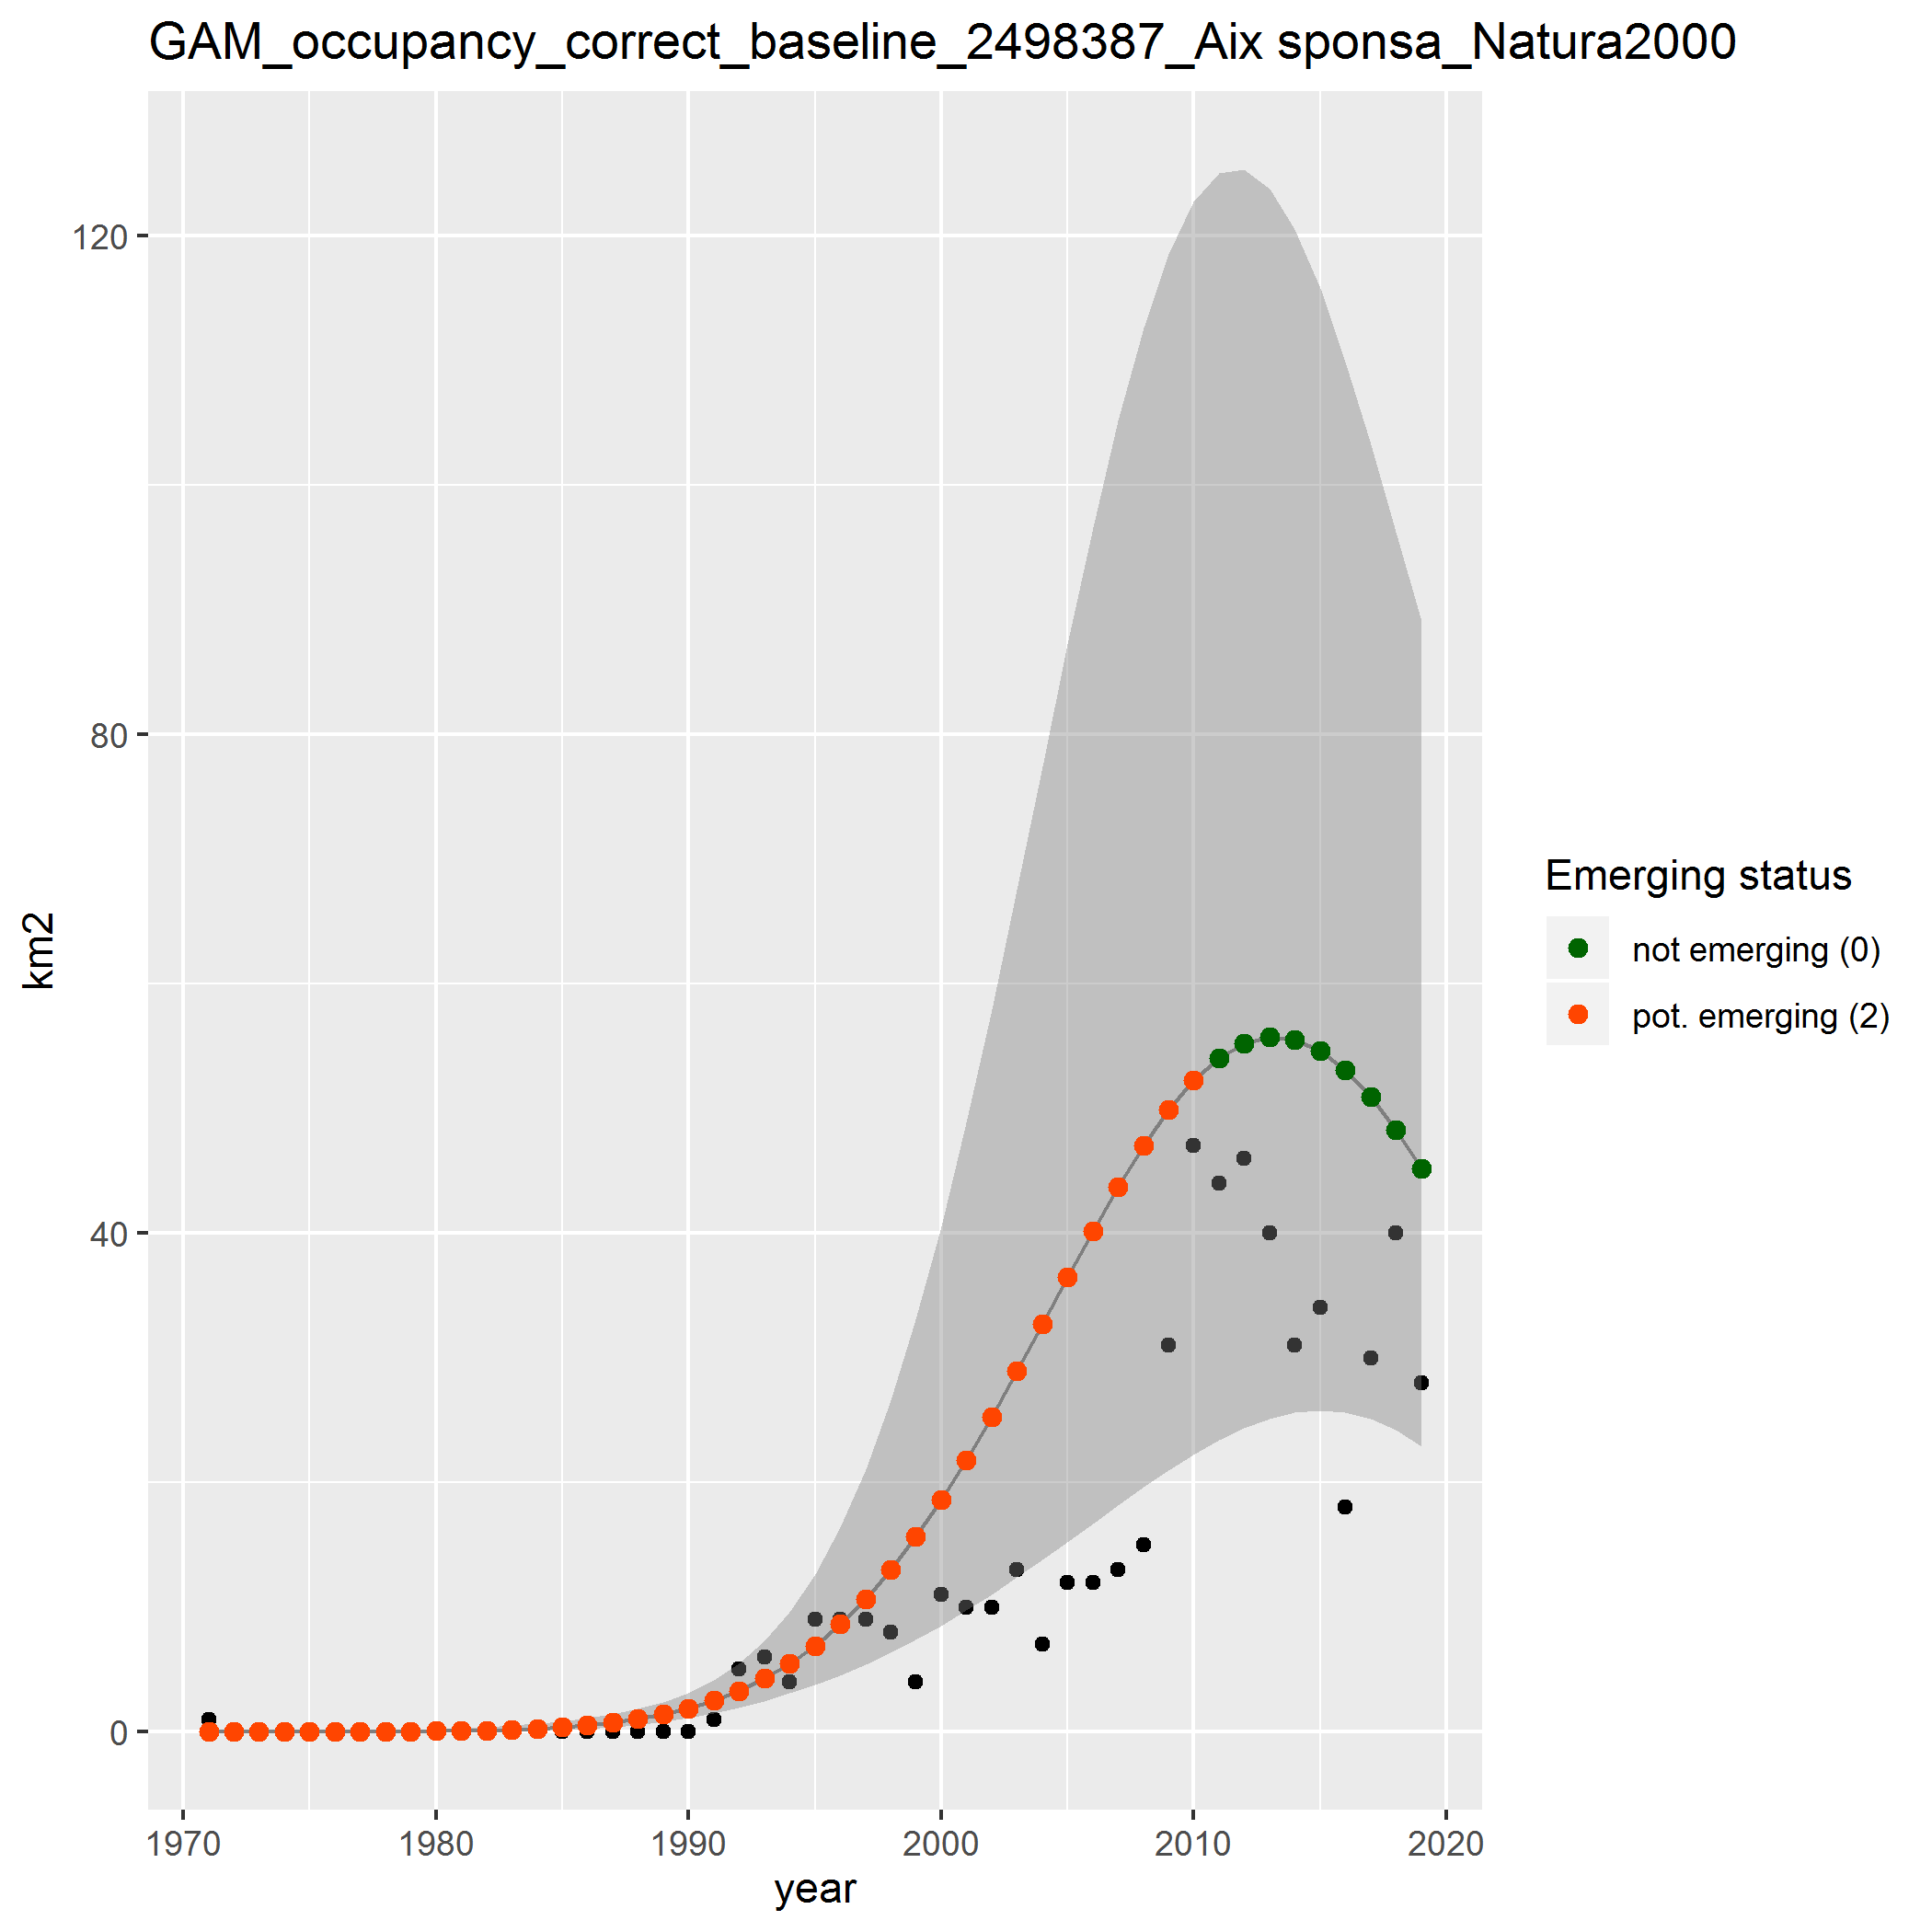 GAM_occupancy_correct_baseline_2498387_Aix sponsa_Natura2000
120
80
40
0
km2
1970 1980 1990 2000 2010 2020
year
Emerging status
not emerging (0)
pot. emerging (2)